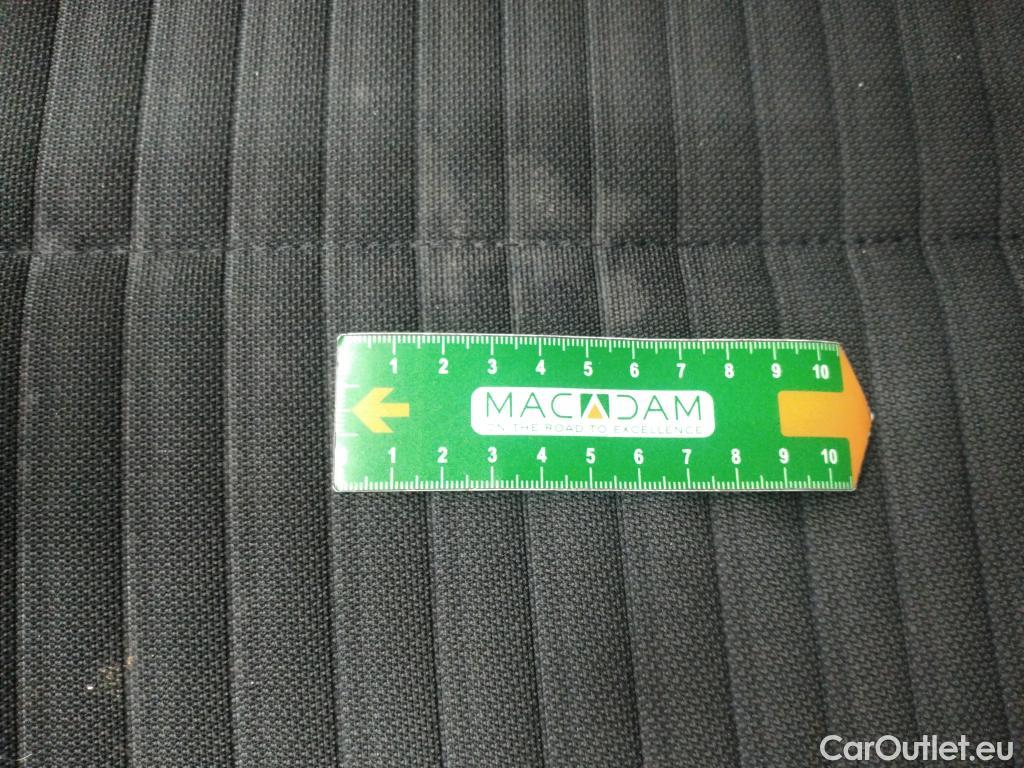 1 2 3 4 5 6 7 8 9 10
MACADAM
ON THE ROAD TO EXCELLENCE
1 2 3 4 5 6 7 8 9 10
CarOutlet.eu